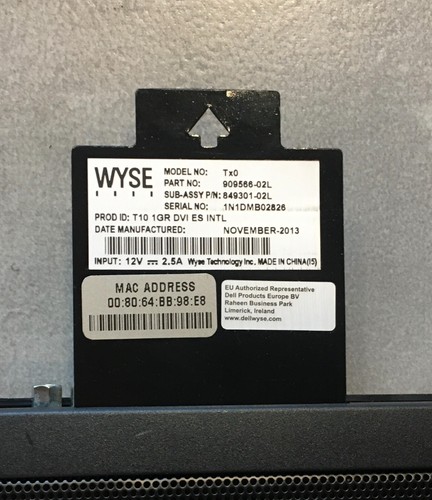 WYSE
MODEL NO: Tx0
PART NO: 909566-02L
SUB-ASSY P/N: 849301-02L
SERIAL NO: 1N1DMB02826
PROD ID: T10 1GR DVI ES INTL
DATE MANUFACTURED: NOVEMBER-2013
INPUT: 12V ⎓ 2.5A Wyse Technology Inc. MADE IN CHINA(15)
MAC ADDRESS
00:80:64:BB:98:E8
EU Authorized Representative
Dell Products Europe BV
Raheen Business Park
Limerick, Ireland
www.dellwyse.com